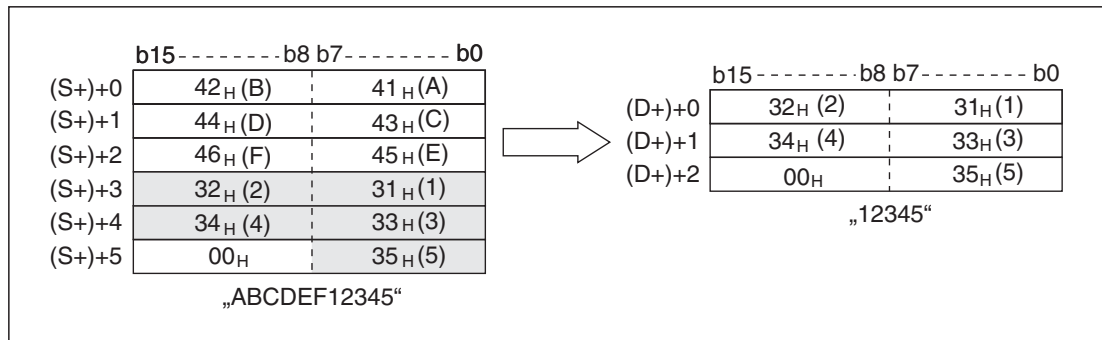 b15--------b8 b7--------b0
(S+)+0 42H(B) 41H(A)
(S+)+1 44H(D) 43H(C)
(S+)+2 46H(F) 45H(E)
(S+)+3 32H(2) 31H(1)
(S+)+4 34H(4) 33H(3)
(S+)+5 00H 35H(5)
„ABCDEF12345“
b15--------b8 b7--------b0
(D+)+0 32H(2) 31H(1)
(D+)+1 34H(4) 33H(3)
(D+)+2 00H 35H(5)
„12345“